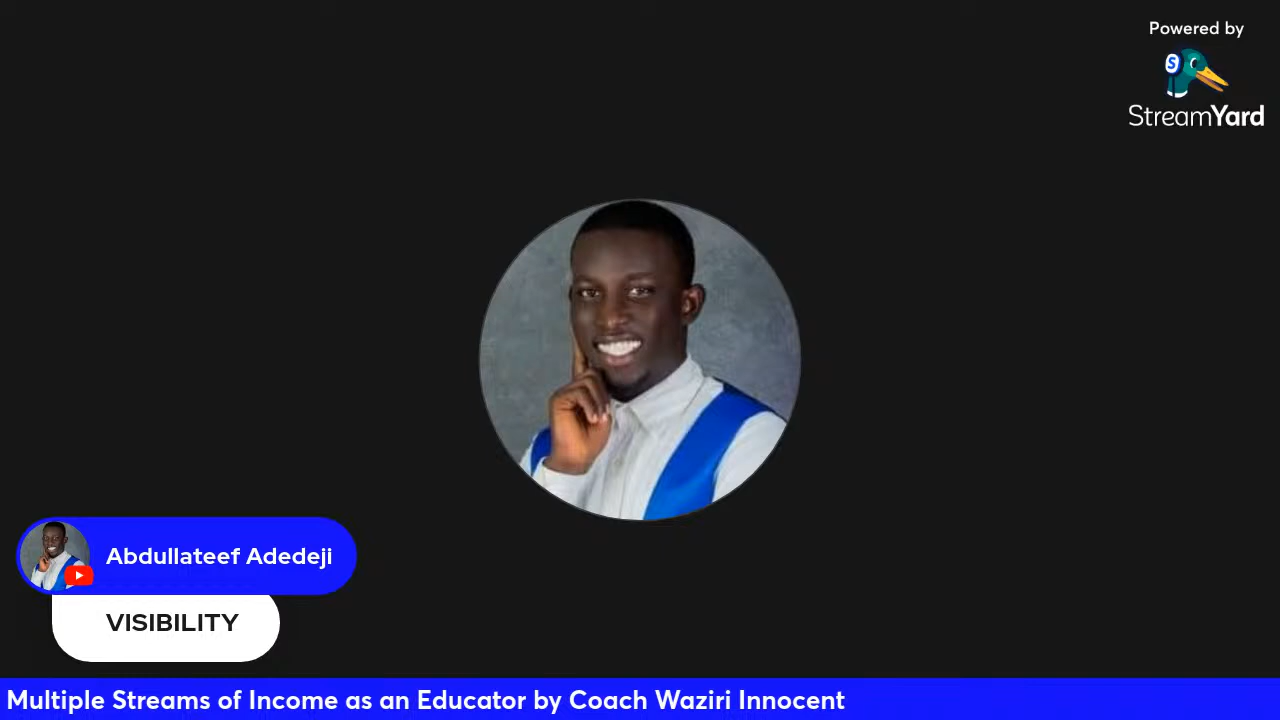 Powered by
S
StreamYard
Abdullateef Adedeji
VISIBILITY
Multiple Streams of Income as an Educator by Coach Waziri Innocent